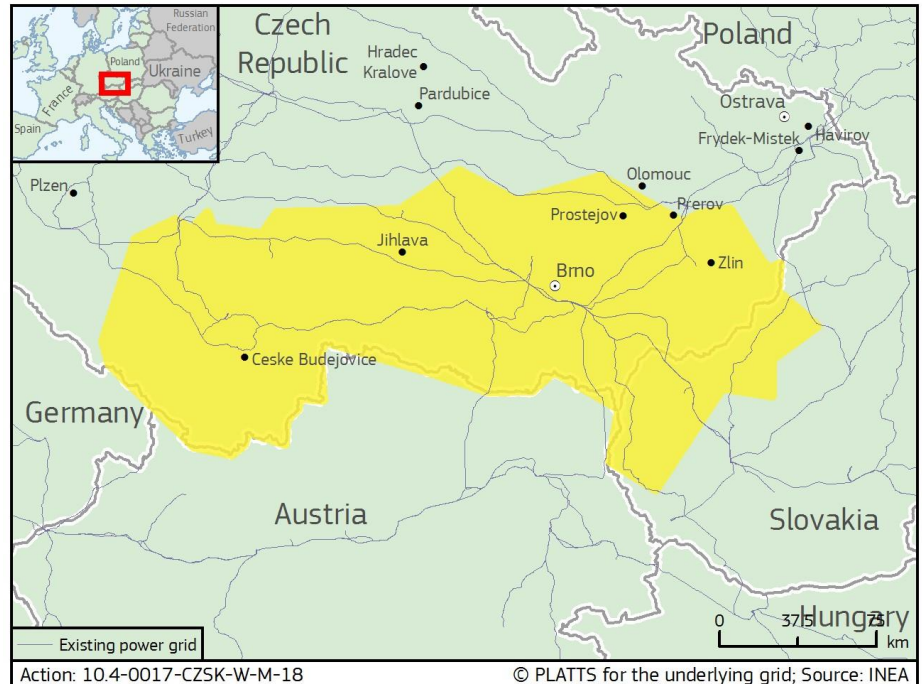 Russian
Federation
Poland
Ukraine
France
Spain
Turkey
Czech
Republic
Poland
Hradec
Kralove
Pardubice
Ostrava
Havirov
Frydek-Mistek
Plzen
Olomouc
Prostejov
Prerov
Jihlava
Zlin
Brno
Ceske Budejovice
Germany
Austria
Slovakia
Hungary
0 37,5 75
km
Existing power grid
Action: 10.4-0017-CZSK-W-M-18
© PLATTS for the underlying grid; Source: INEA